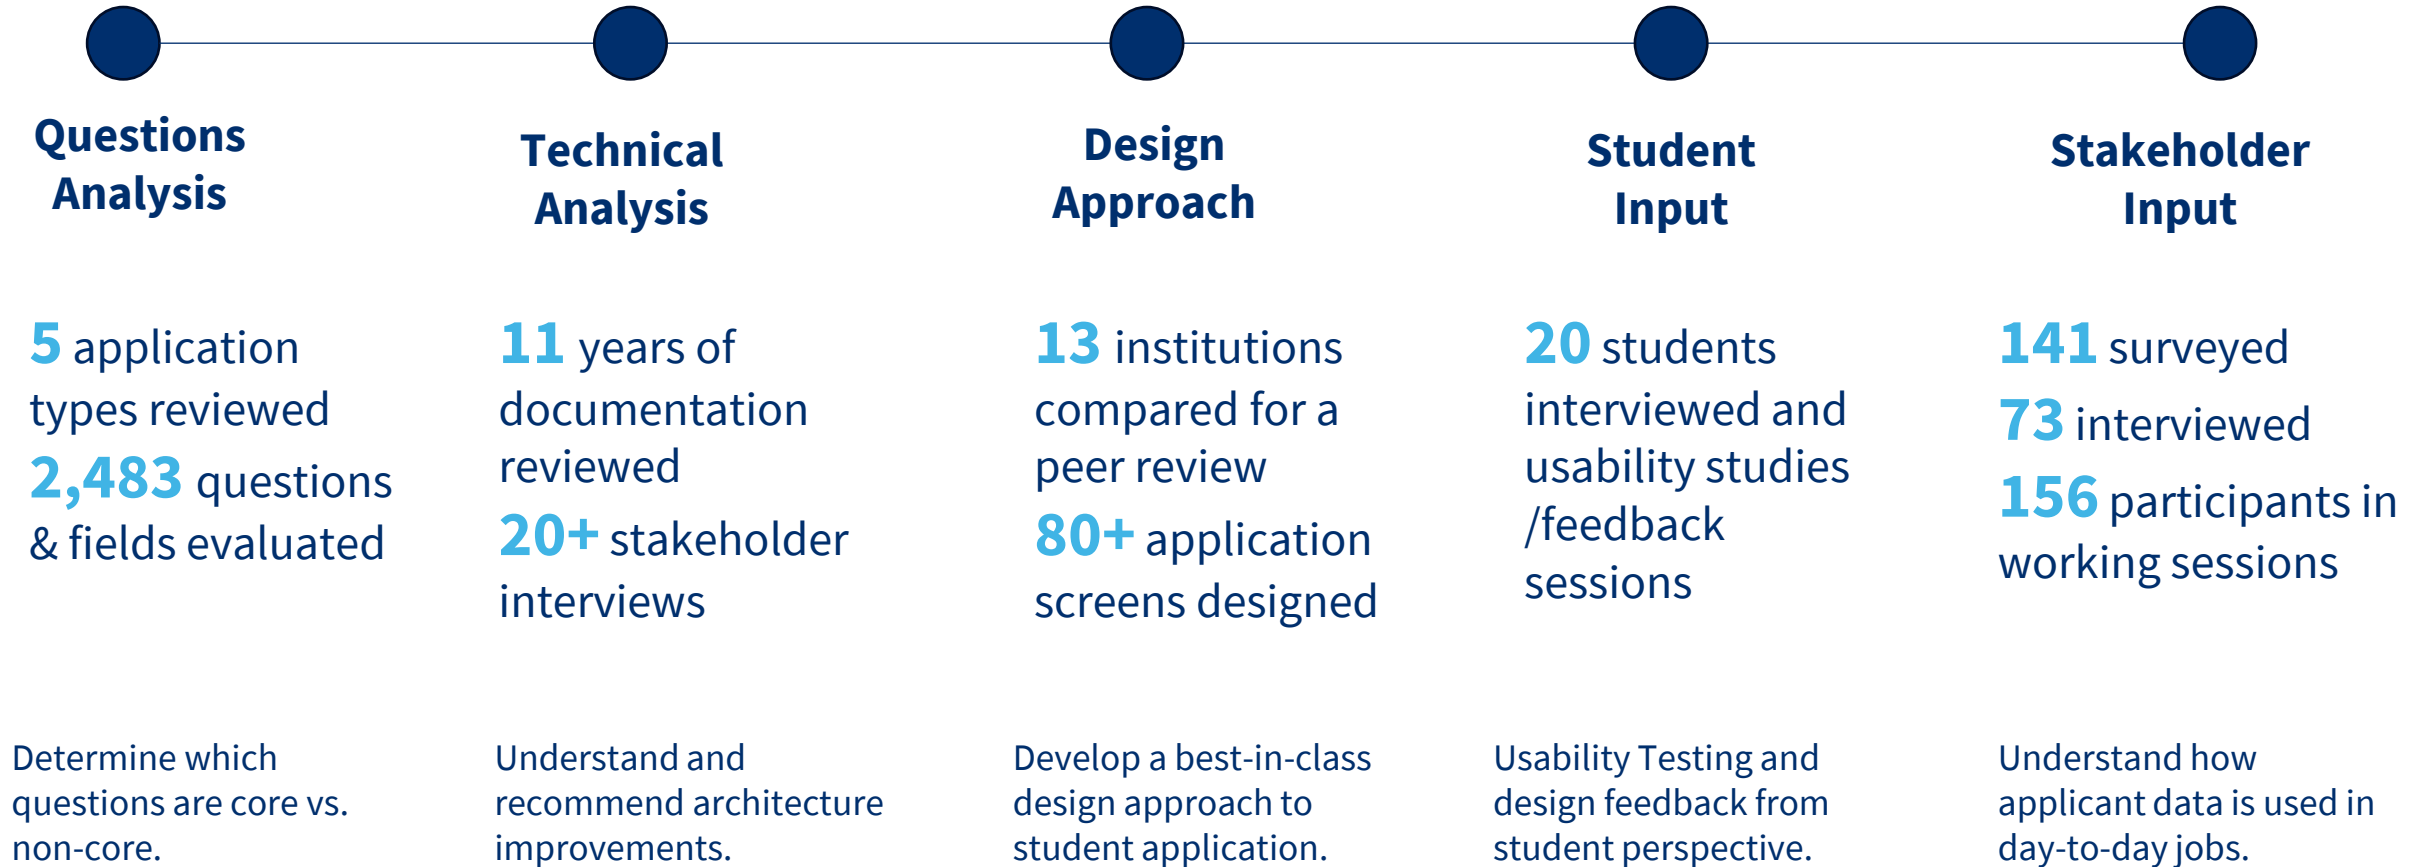 Questions
Analysis
Technical
Analysis
Design
Approach
Student
Input
Stakeholder
Input
5 application
types reviewed
2,483 questions
& fields evaluated
11 years of
documentation
reviewed
20+ stakeholder
interviews
13 institutions
compared for a
peer review
80+ application
screens designed
20 students
interviewed and
usability studies
/feedback
sessions
141 surveyed
73 interviewed
156 participants in
working sessions
Determine which
questions are core vs.
non-core.
Understand and
recommend architecture
improvements.
Develop a best-in-class
design approach to
student application.
Usability Testing and
design feedback from
student perspective.
Understand how
applicant data is used in
day-to-day jobs.